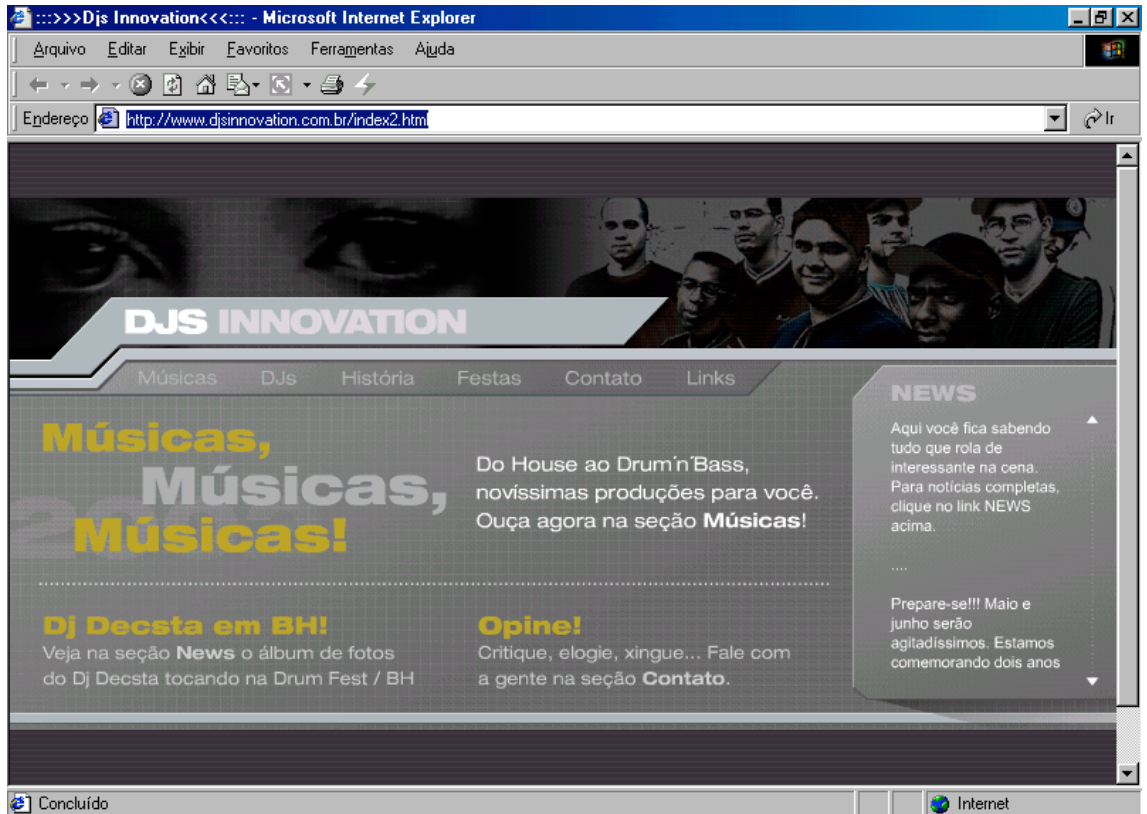 :::>>>Djs Innovation<<<::: - Microsoft Internet Explorer
Arquivo Editar Exibir Favoritos Ferramentas Ajuda
Endereço http://www.djsinnovation.com.br/index2.html Ir
DJS INNOVATION
Músicas DJs História Festas Contato Links
Músicas,
Músicas,
Músicas!
Do House ao Drum´n´Bass,
novíssimas produções para você.
Ouça agora na seção Músicas!
Dj Decsta em BH!
Veja na seção News o álbum de fotos
do Dj Decsta tocando na Drum Fest / BH
Opine!
Critique, elogie, xingue... Fale com
a gente na seção Contato.
NEWS
Aqui você fica sabendo
tudo que rola de
interessante na cena.
Para notícias completas,
clique no link NEWS
acima.
....
Prepare-se!!! Maio e
junho serão
agitadíssimos. Estamos
comemorando dois anos
Concluído
Internet